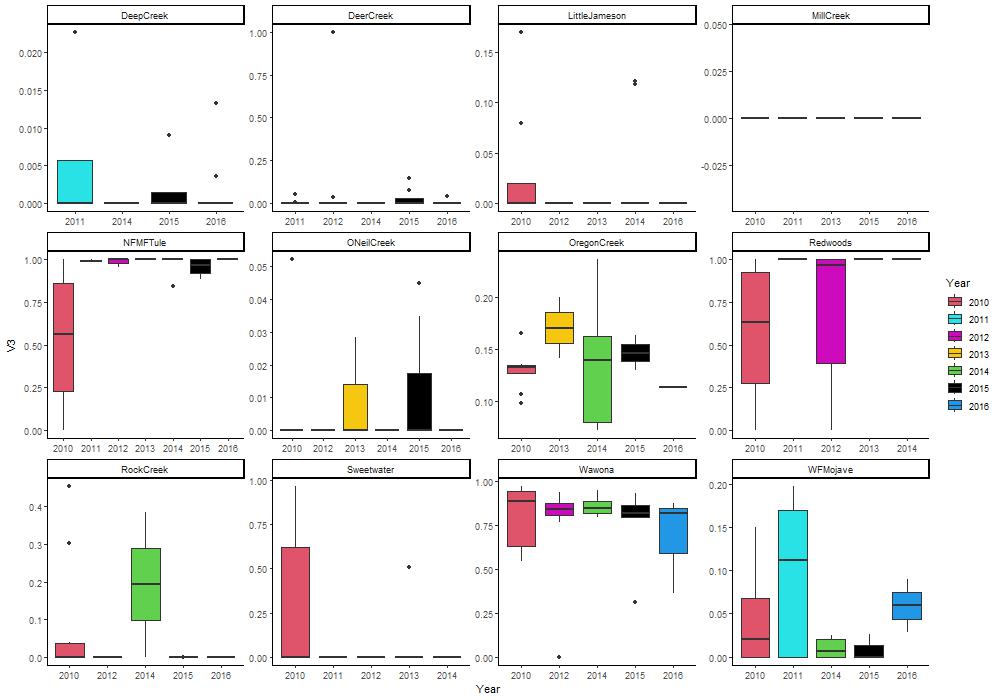 DeepCreek DeerCreek LittleJameson MillCreek
0.020 1.00 0.15 0.050
0.015 0.75 0.10 0.025
0.010 0.50 0.05 0.000
0.005 0.25 0.00 -0.025
0.000 0.00
2011 2014 2015 2016 2011 2012 2014 2015 2016 2010 2012 2013 2014 2016 2010 2011 2013 2015 2016
NFMFTule ONeilCreek OregonCreek Redwoods
1.00 0.05 0.20 1.00
0.75 0.04 0.15 0.75
0.50 0.03 0.10 0.50
0.25 0.02 0.25
0.00 0.01 0.00
0.00
2010 2011 2012 2013 2014 2015 2016 2010 2012 2013 2014 2015 2016 2010 2013 2014 2015 2016 2010 2011 2012 2013 2014
RockCreek Sweetwater Wawona WFMojave
0.4 1.00 1.00 0.20
0.3 0.75 0.75 0.15
0.2 0.50 0.50 0.10
0.1 0.25 0.25 0.05
0.0 0.00 0.00 0.00
2010 2012 2014 2015 2016 2010 2011 2012 2013 2014 2010 2012 2014 2015 2016 2010 2011 2014 2015 2016
V3
Year
Year
2010
2011
2012
2013
2014
2015
2016